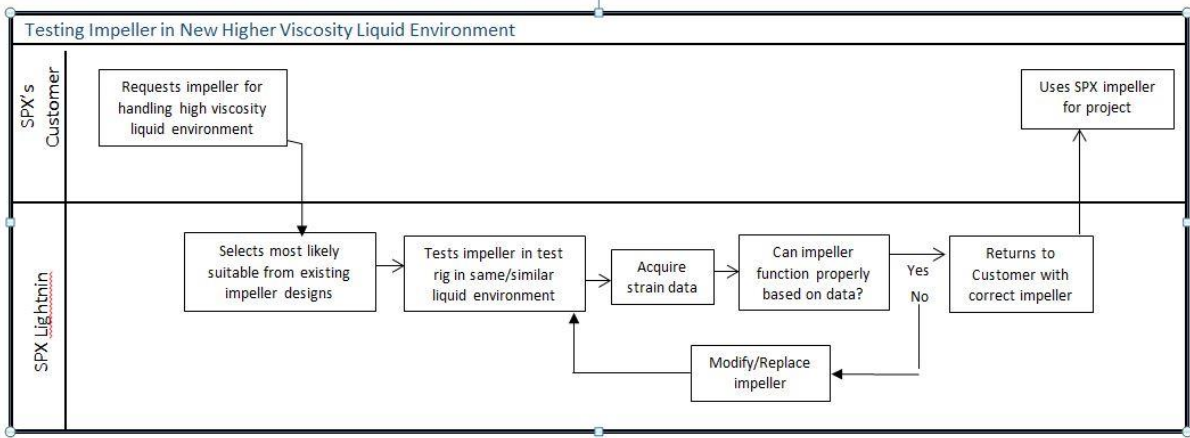 Testing Impeller in New Higher Viscosity Liquid Environment
SPX's
Customer
Requests impeller for
handling high viscosity
liquid environment
Uses SPX impeller
for project
SPX Lightnin
Selects most likely
suitable from existing
impeller designs
Tests impeller in test
rig in same/similar
liquid environment
Acquire
strain data
Can impeller
function properly
based on data?
Yes
No
Returns to
Customer with
correct impeller
Modify/Replace
impeller